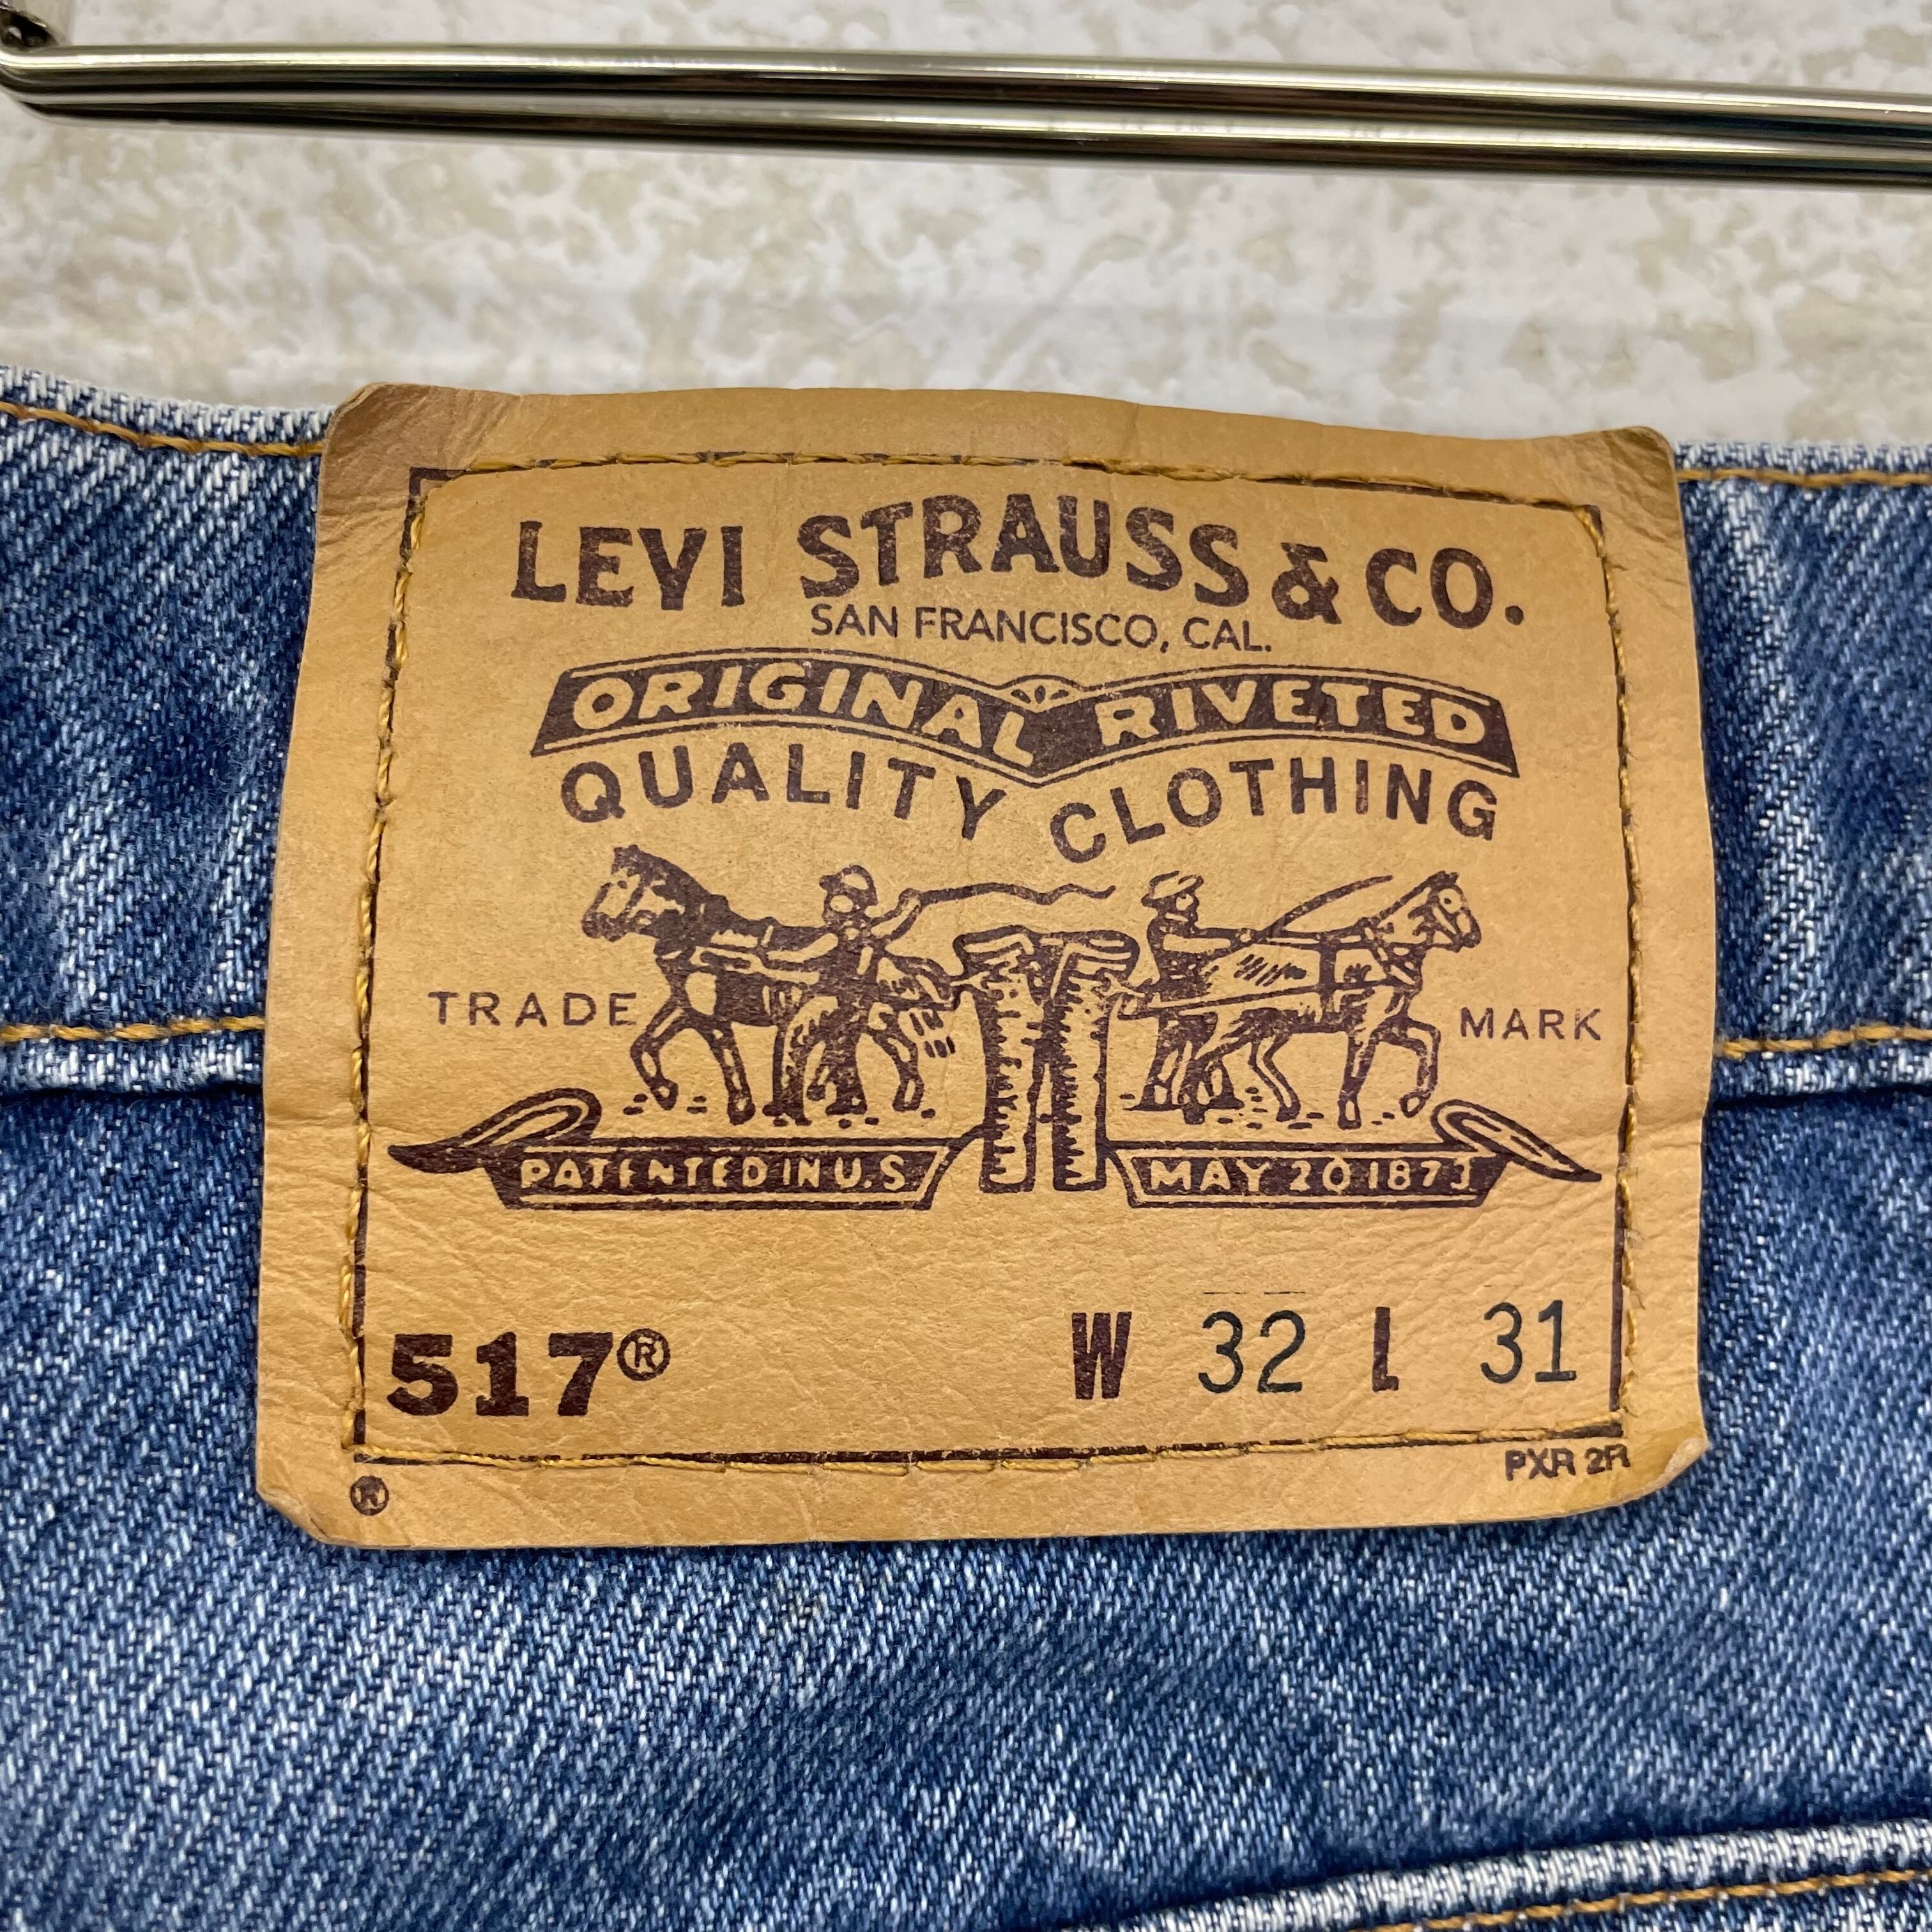 LEVI STRAUSS & CO.
SAN FRANCISCO, CAL.
ORIGINAL RIVETED
QUALITY CLOTHING
TRADE MARK
PATENTED IN U.S MAY 20 1873
517® W 32 L 31
® PXR 2R